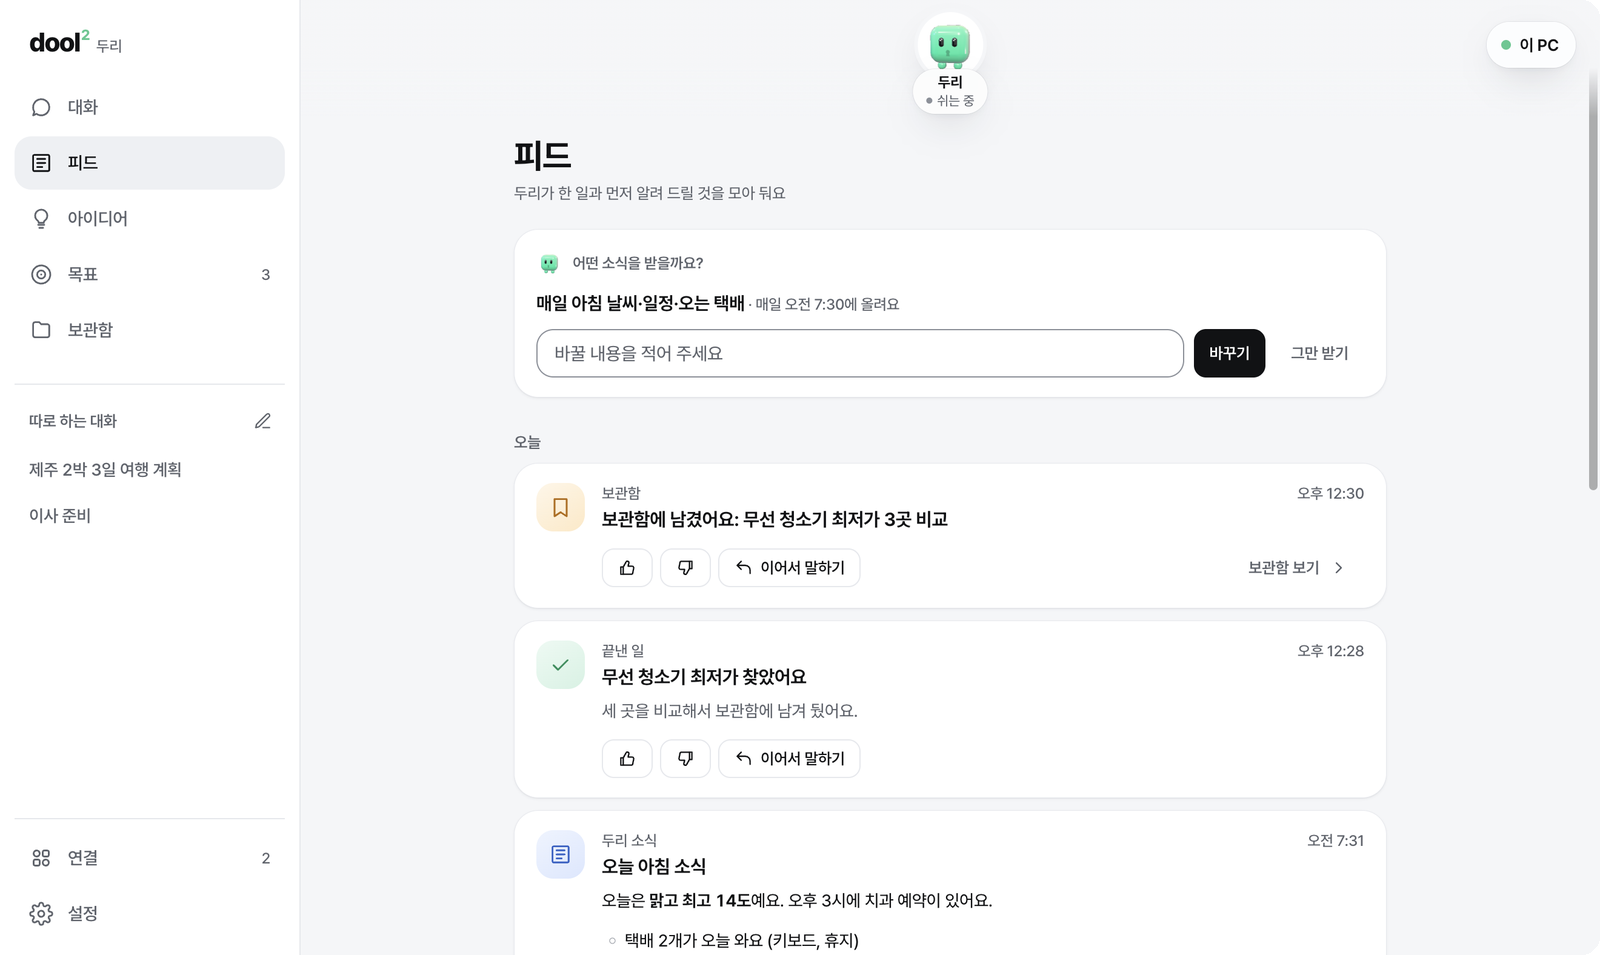 dool² 두리
대화
피드
아이디어
목표 3
보관함
따로 하는 대화
제주 2박 3일 여행 계획
이사 준비
연결 2
설정
두리
쉬는 중
이 PC
피드
두리가 한 일과 먼저 알려 드릴 것을 모아 둬요
어떤 소식을 받을까요?
매일 아침 날씨·일정·오는 택배 · 매일 오전 7:30에 올려요
바꿀 내용을 적어 주세요 바꾸기 그만 받기
오늘
보관함 오후 12:30
보관함에 남겼어요: 무선 청소기 최저가 3곳 비교
이어서 말하기 보관함 보기
끝낸 일 오후 12:28
무선 청소기 최저가 찾았어요
세 곳을 비교해서 보관함에 남겨 뒀어요.
이어서 말하기
두리 소식 오전 7:31
오늘 아침 소식
오늘은 맑고 최고 14도예요. 오후 3시에 치과 예약이 있어요.
택배 2개가 오늘 와요 (키보드, 휴지)